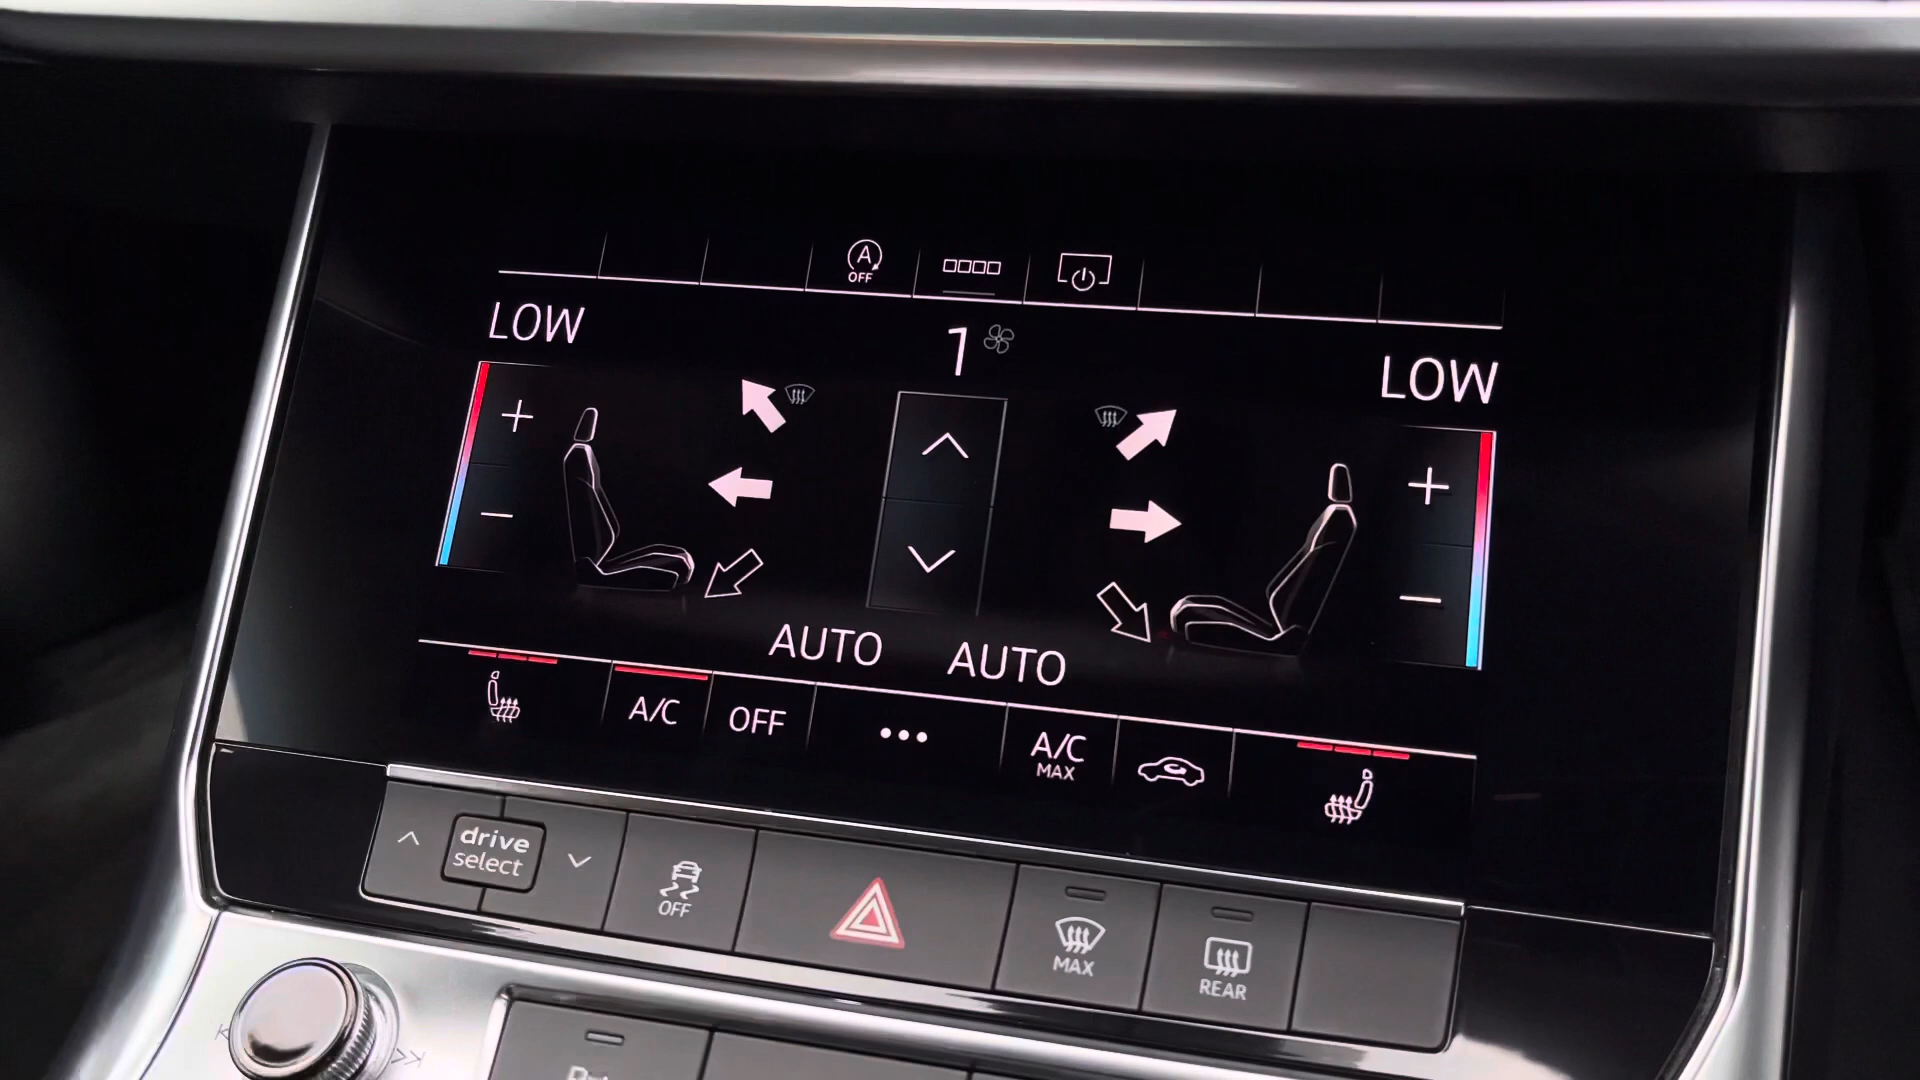 A
OFF
LOW
1
LOW
AUTO AUTO
A/C OFF
A/C
MAX
drive
select
OFF
MAX
REAR